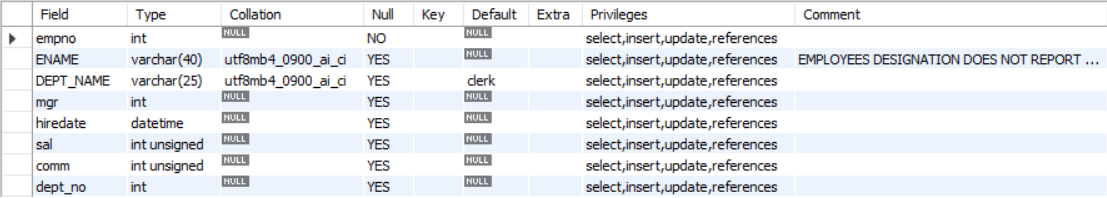 Field Type Collation Null Key Default Extra Privileges Comment
empno int NULL NO NULL select,insert,update,references
ENAME varchar(40) utf8mb4_0900_ai_ci YES NULL select,insert,update,references EMPLOYEES DESIGNATION DOES NOT REPORT ...
DEPT_NAME varchar(25) utf8mb4_0900_ai_ci YES clerk select,insert,update,references
mgr int NULL YES NULL select,insert,update,references
hiredate datetime NULL YES NULL select,insert,update,references
sal int unsigned NULL YES NULL select,insert,update,references
comm int unsigned NULL YES NULL select,insert,update,references
dept_no int NULL YES NULL select,insert,update,references